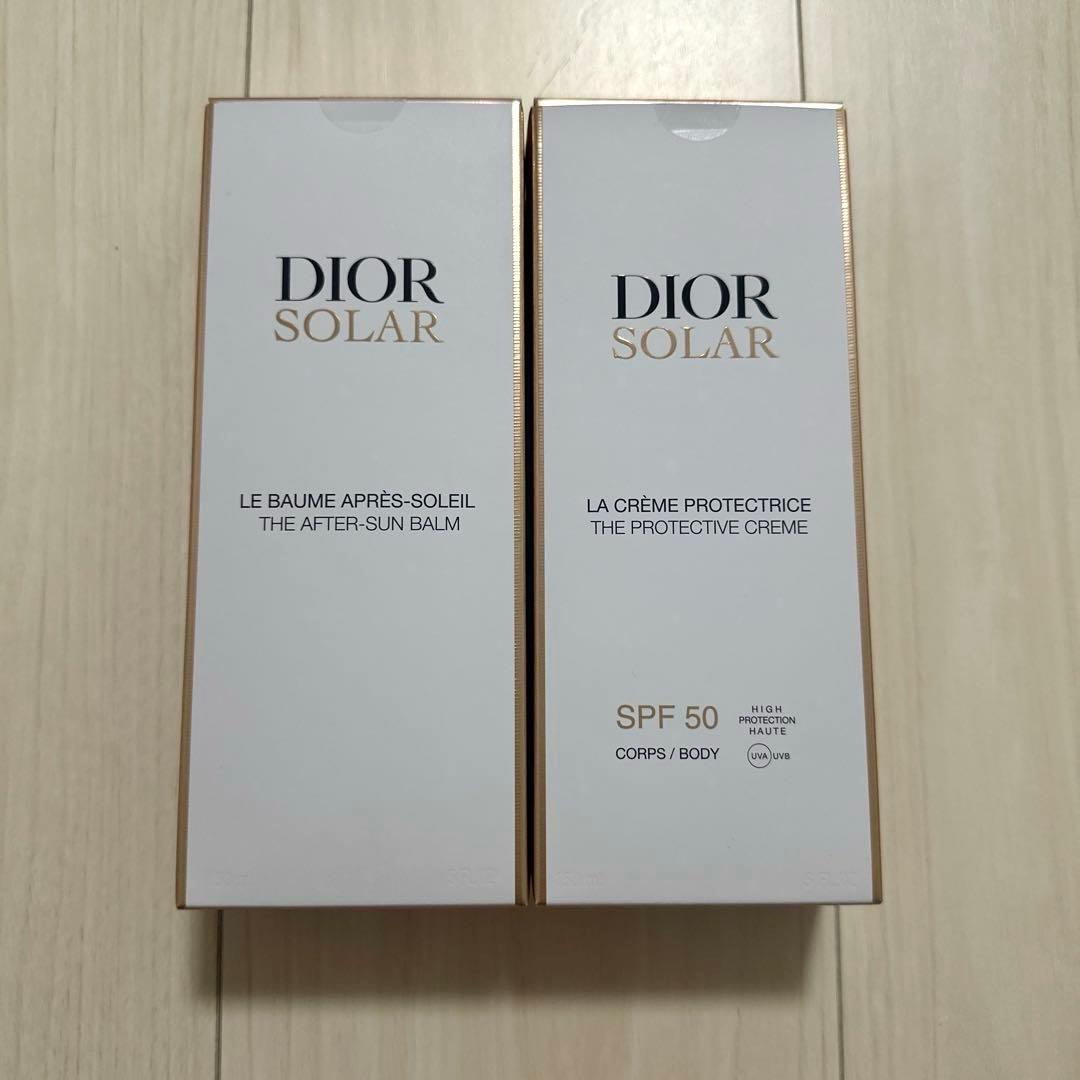 DIOR
SOLAR
LE BAUME APRÈS-SOLEIL
THE AFTER-SUN BALM
DIOR
SOLAR
LA CRÈME PROTECTRICE
THE PROTECTIVE CREME
SPF 50
CORPS / BODY
HIGH
PROTECTION
HAUTE
UVA UVB